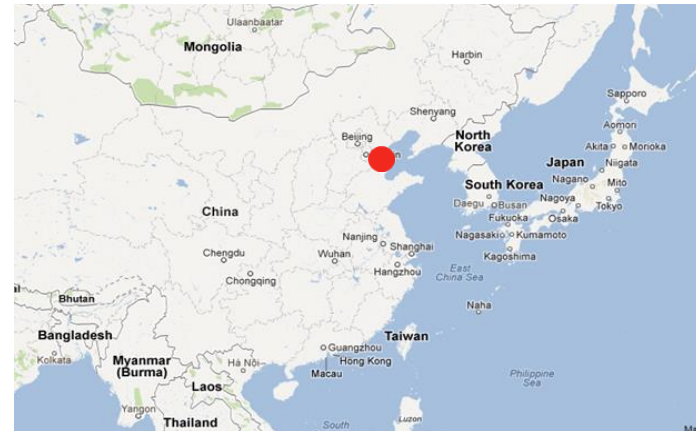 Ulaanbaatar
Mongolia
Harbin
Sapporo
Shenyang
Aomori
Beijing
North
Korea
Akita Morioka
Japan
Niigata
South Korea
Nagano Mito
China
Daegu Busan
Nagoya Tokyo
Fukuoka Osaka
Nanjing
Shanghai
Nagasaki Kumamoto
Chengdu
Wuhan
Kagoshima
Chongqing
Hangzhou
East
China Sea
Bhutan
Naha
Bangladesh
Taiwan
Guangzhou
Kolkata
Myanmar
(Burma)
Hà Nội
Hong Kong
Macau
Laos
Philippine
Sea
Yangon
Thailand
South
Luzon